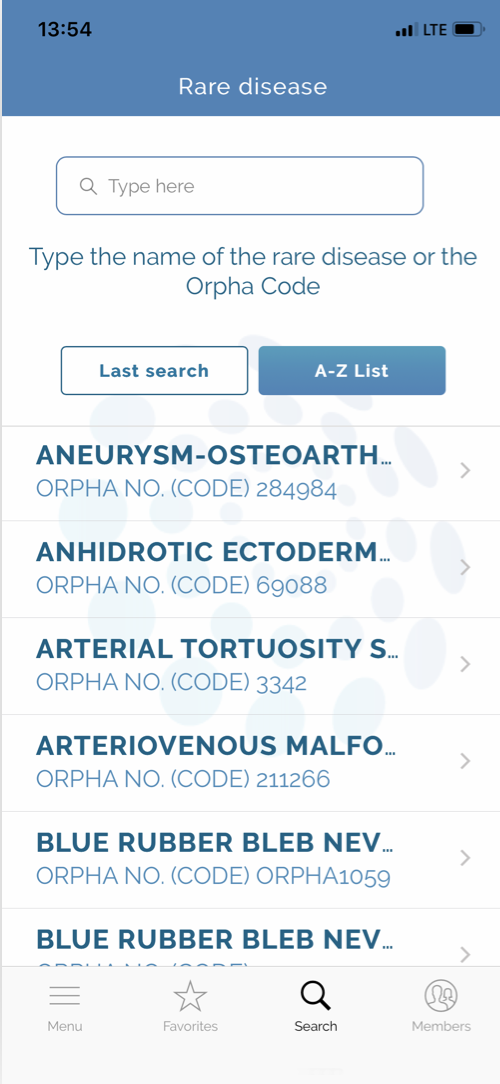 13:54
LTE
Rare disease
Type here
Type the name of the rare disease or the
Orpha Code
Last search
A-Z List
ANEURYSM-OSTEOARTH...
ORPHA NO. (CODE) 284984
ANHIDROTIC ECTODERM...
ORPHA NO. (CODE) 69088
ARTERIAL TORTUOSITY S...
ORPHA NO. (CODE) 3342
ARTERIOVENOUS MALFO...
ORPHA NO. (CODE) 211266
BLUE RUBBER BLEB NEV...
ORPHA NO. (CODE) ORPHA1059
BLUE RUBBER BLEB NEV...
ORPHA NO. (CODE)
Menu
Favorites
Search
Members